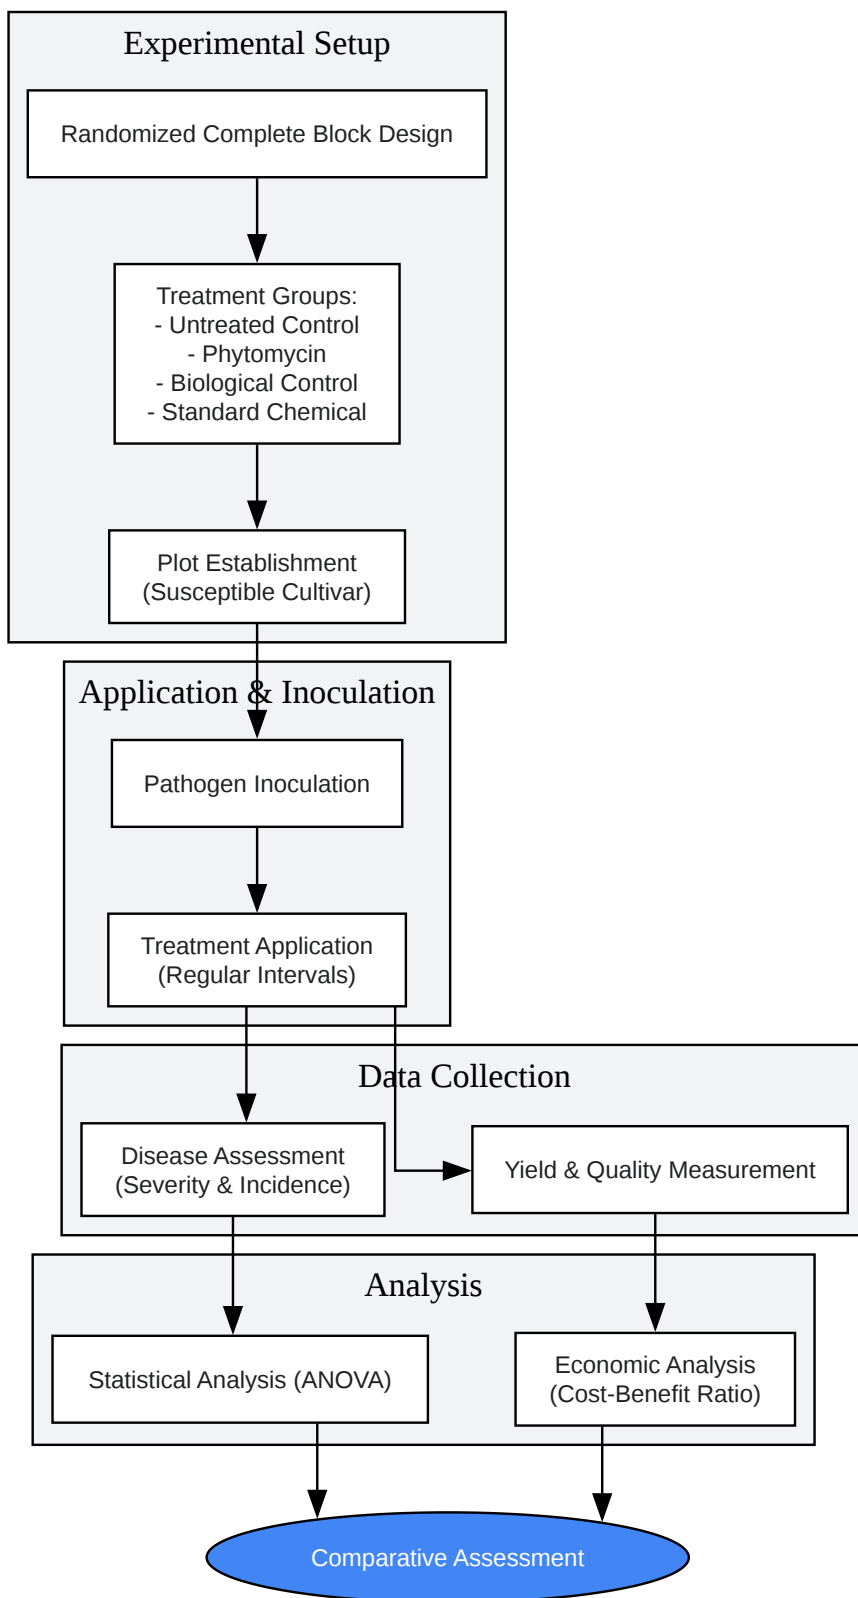 Experimental Setup
Randomized Complete Block Design
Treatment Groups:
- Untreated Control
- Phytomycin
- Biological Control
- Standard Chemical
Plot Establishment
(Susceptible Cultivar)
Application & Inoculation
Pathogen Inoculation
Treatment Application
(Regular Intervals)
Data Collection
Disease Assessment
(Severity & Incidence)
Yield & Quality Measurement
Analysis
Statistical Analysis (ANOVA)
Economic Analysis
(Cost-Benefit Ratio)
Comparative Assessment